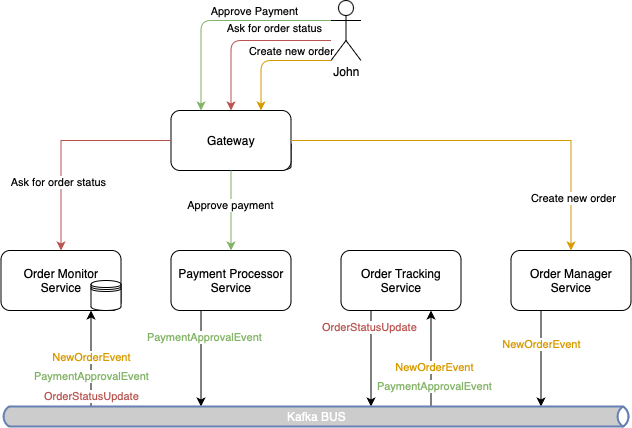 Approve Payment
Ask for order status
Create new order
John
Gateway
Ask for order status
Approve payment
Create new order
Order Monitor
Service
Payment Processor
Service
Order Tracking
Service
Order Manager
Service
NewOrderEvent
PaymentApprovalEvent
OrderStatusUpdate
PaymentApprovalEvent
OrderStatusUpdate
NewOrderEvent
PaymentApprovalEvent
NewOrderEvent
Kafka BUS